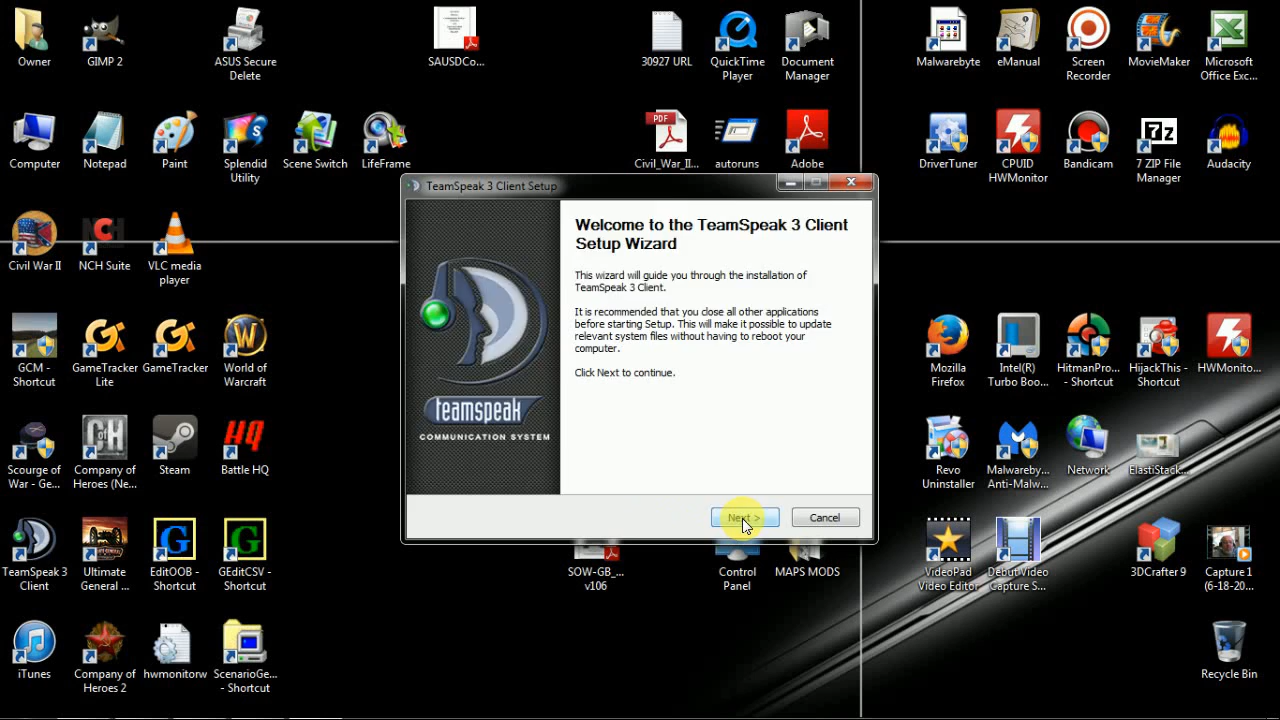 Owner
GIMP 2
ASUS Secure
Delete
SAUSDCo...
30927 URL
QuickTime
Player
Document
Manager
Malwarebyte
eManual
Screen
Recorder
MovieMaker
Microsoft
Office Exc...
Computer
Notepad
Paint
Splendid
Utility
Scene Switch
LifeFrame
PDF
Civil_War_II...
autoruns
Adobe
DriverTuner
CPUID
HWMonitor
Bandicam
7z
7 ZIP File
Manager
Audacity
Civil War II
NCH
NCH Suite
VLC media
player
TeamSpeak 3 Client Setup
Welcome to the TeamSpeak 3 Client
Setup Wizard
This wizard will guide you through the installation of
TeamSpeak 3 Client.
It is recommended that you close all other applications
before starting Setup. This will make it possible to update
relevant system files without having to reboot your
computer.
Click Next to continue.
teamspeak
COMMUNICATION SYSTEM
Next >
Cancel
GCM -
Shortcut
GameTracker
Lite
GameTracker
World of
Warcraft
Mozilla
Firefox
Intel(R)
Turbo Boo...
HitmanPro...
- Shortcut
HijackThis -
Shortcut
HWMonito...
Scourge of
War - Ge...
Company of
Heroes (Ne...
Steam
HQ
Battle HQ
Revo
Uninstaller
Malwareby...
Anti-Malw...
Network
ElastiStack...
TeamSpeak 3
Client
Ultimate
General ...
G
EditOOB -
Shortcut
G
GEditCSV -
Shortcut
SOW-GB_...
v106
Control
Panel
MAPS MODS
VideoPad
Video Editor
DebutVideo
Capture S...
3DCrafter 9
Capture 1
(6-18-20...
iTunes
Company of
Heroes 2
hwmonitorw
ScenarioGe...
- Shortcut
Recycle Bin